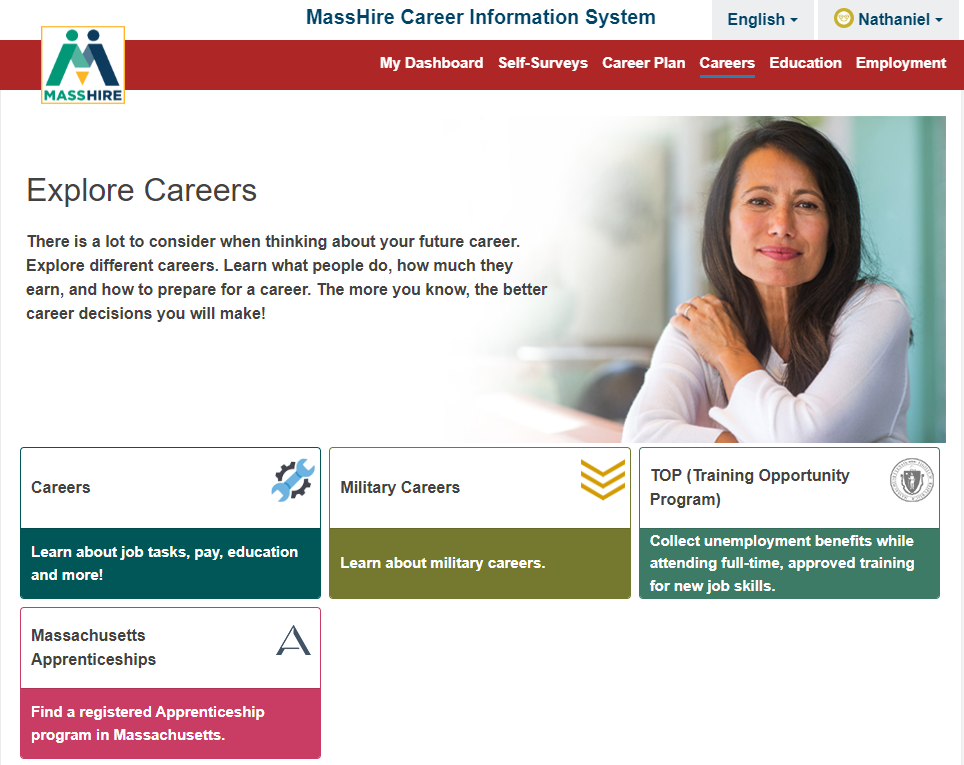 MassHire Career Information System
English
Nathaniel
MASSHIRE
My Dashboard Self-Surveys Career Plan Careers Education Employment
Explore Careers
There is a lot to consider when thinking about your future career.
Explore different careers. Learn what people do, how much they
earn, and how to prepare for a career. The more you know, the better
career decisions you will make!
Careers
Learn about job tasks, pay, education
and more!
Military Careers
Learn about military careers.
TOP (Training Opportunity
Program)
Collect unemployment benefits while
attending full-time, approved training
for new job skills.
Massachusetts
Apprenticeships
Find a registered Apprenticeship
program in Massachusetts.